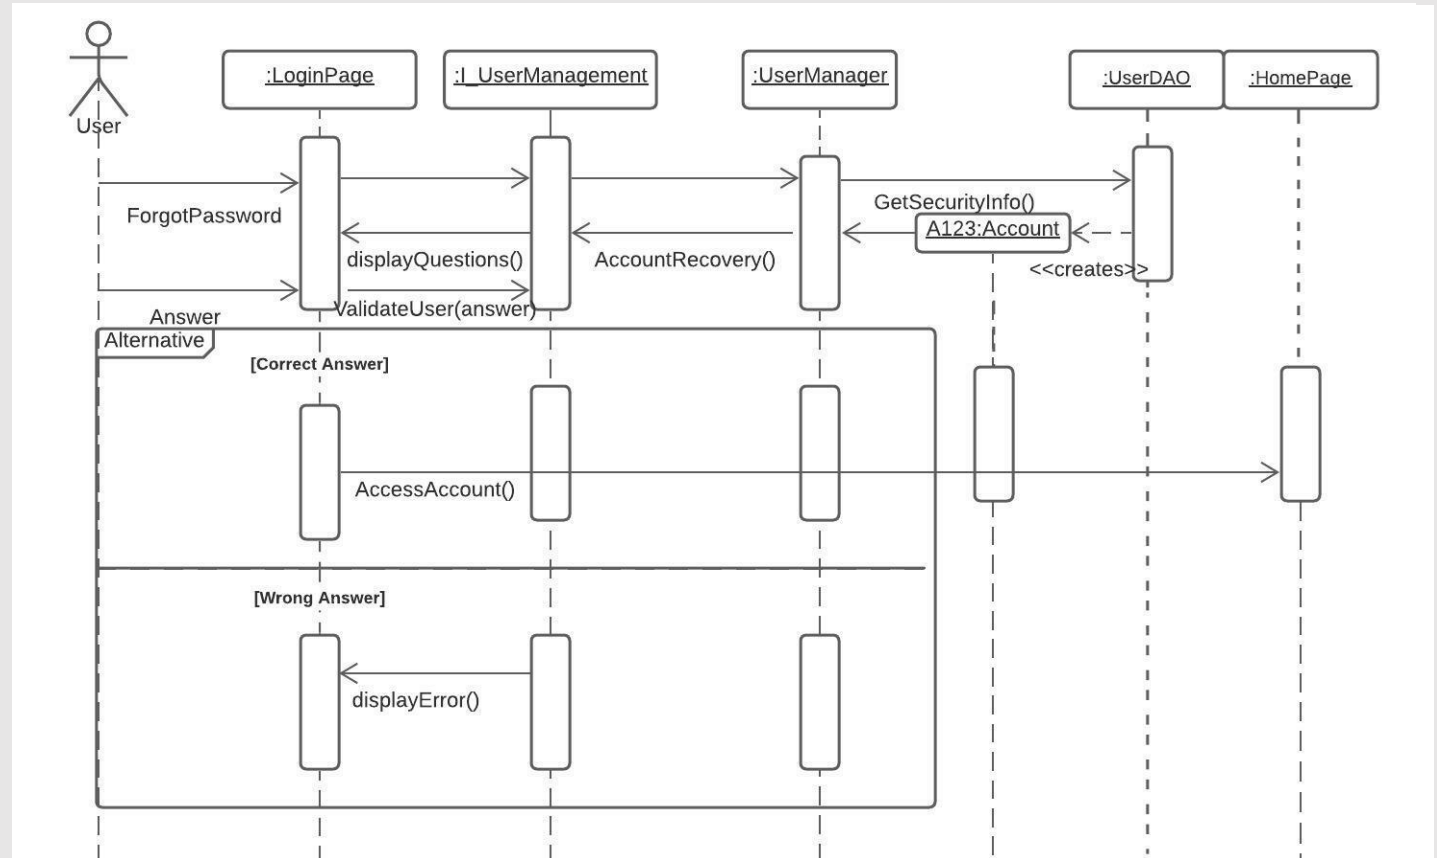 User
:LoginPage
:I_UserManagement
:UserManager
:UserDAO
:HomePage
ForgotPassword
GetSecurityInfo()
A123:Account
displayQuestions()
AccountRecovery()
<<creates>>
Answer
ValidateUser(answer)
Alternative
[Correct Answer]
AccessAccount()
[Wrong Answer]
displayError()